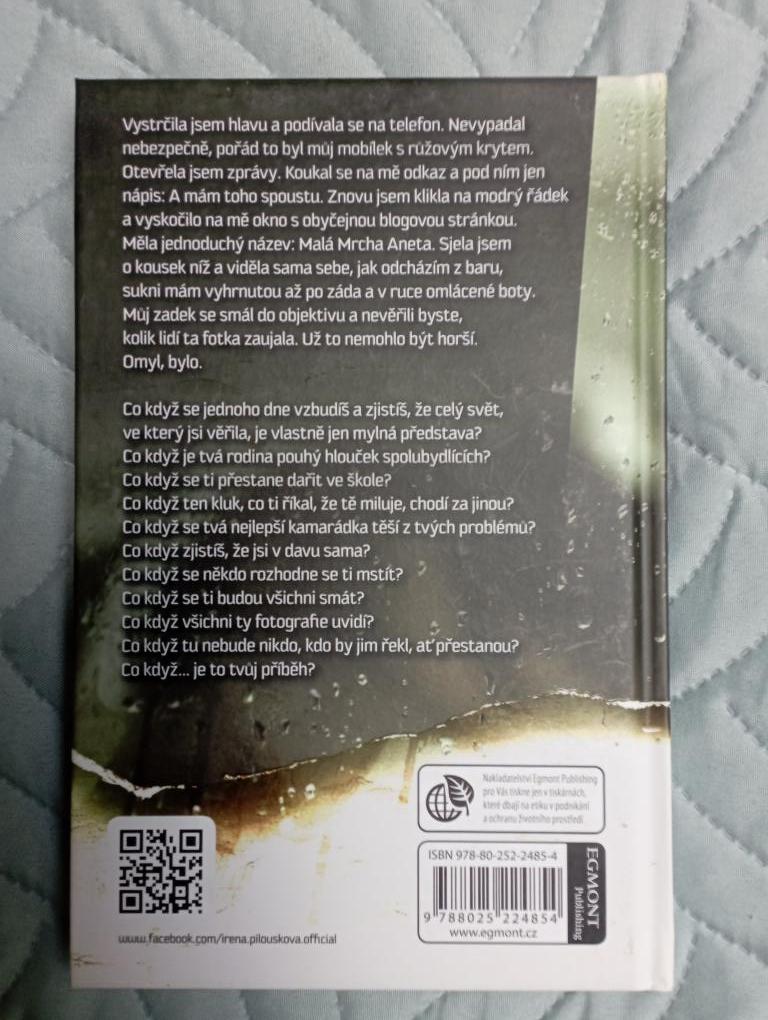 Vystrčila jsem hlavu a podívala se na telefon. Nevypadal
nebezpečně, pořád to byl můj mobílek s růžovým krytem.
Otevřela jsem zprávy. Koukal se na mě odkaz a pod ním jen
nápis: A mám toho spoustu. Znovu jsem klikla na modrý řádek
a vyskočilo na mě okno s obyčejnou blogovou stránkou.
Měla jednoduchý název: Malá Mrcha Aneta. Sjela jsem
o kousek níž a viděla sama sebe, jak odcházím z baru,
sukni mám vyhrnutou až po záda a v ruce omlácené boty.
Můj zadek se smál do objektivu a nevěřili byste,
kolik lidí ta fotka zaujala. Už to nemohlo být horší.
Omyl, bylo.
Co když se jednoho dne vzbudíš a zjistíš, že celý svět,
ve který jsi věřila, je vlastně jen mylná představa?
Co když je tvá rodina pouhý hlouček spolubydlících?
Co když se ti přestane dařit ve škole?
Co když ten kluk, co ti říkal, že tě miluje, chodí za jinou?
Co když se tvá nejlepší kamarádka těší z tvých problémů?
Co když zjistíš, že jsi v davu sama?
Co když se někdo rozhodne se ti mstít?
Co když se ti budou všichni smát?
Co když všichni ty fotografie uvidí?
Co když tu nebude nikdo, kdo by jim řekl, ať přestanou?
Co když... je to tvůj příběh?
Nakladatelství Egmont Publishing
pro Vás tiskne jen v tiskárnách,
které dbají na etiku v podnikání
a ochranu životního prostředí
ISBN 978-80-252-2485-4
9 788025 224854
www.egmont.cz
EGMONT
Publishing
www.facebook.com/irena.pilouskova.official